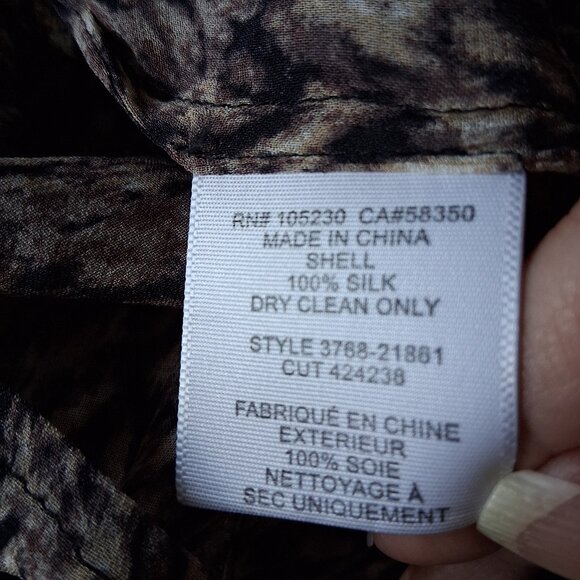 RN# 105230 CA#58350
MADE IN CHINA
SHELL
100% SILK
DRY CLEAN ONLY
STYLE 3768-21861
CUT 424238
FABRIQUÉ EN CHINE
EXTERIEUR
100% SOIE
NETTOYAGE À
SEC UNIQUEMENT